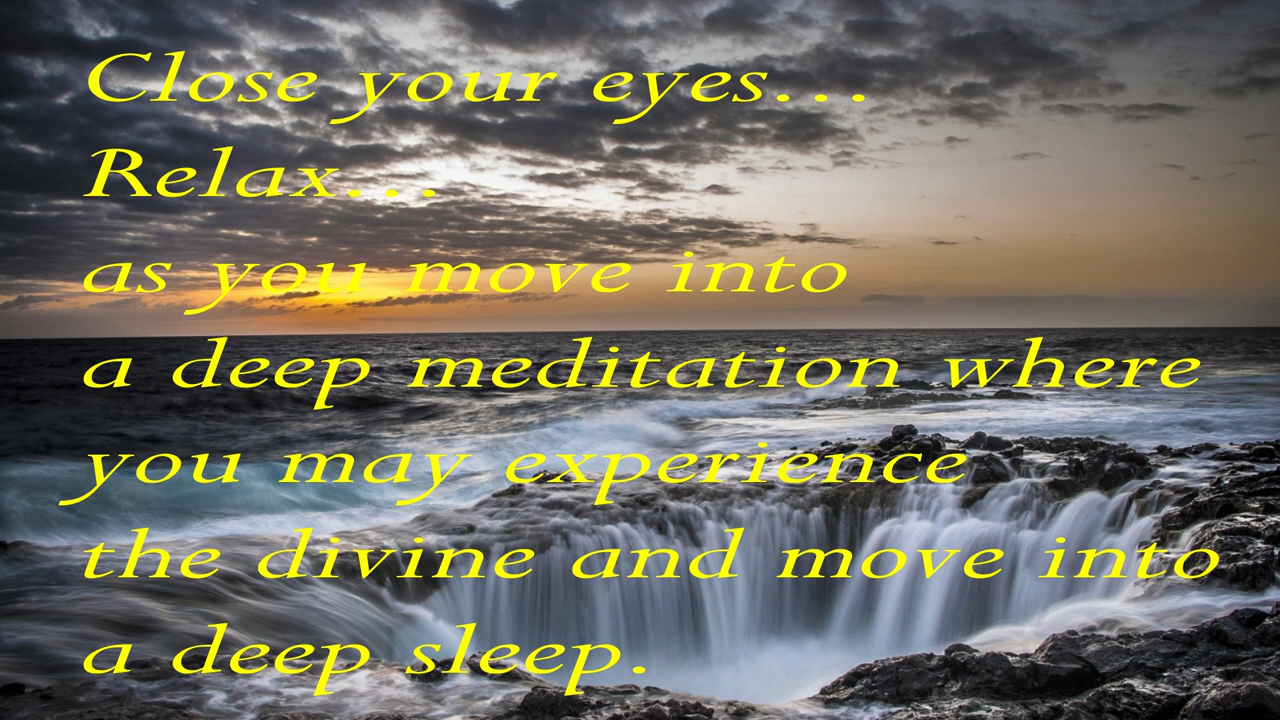 Close your eyes...
Relax...
as you move into
a deep meditation where
you may experience
the divine and move into
a deep sleep.